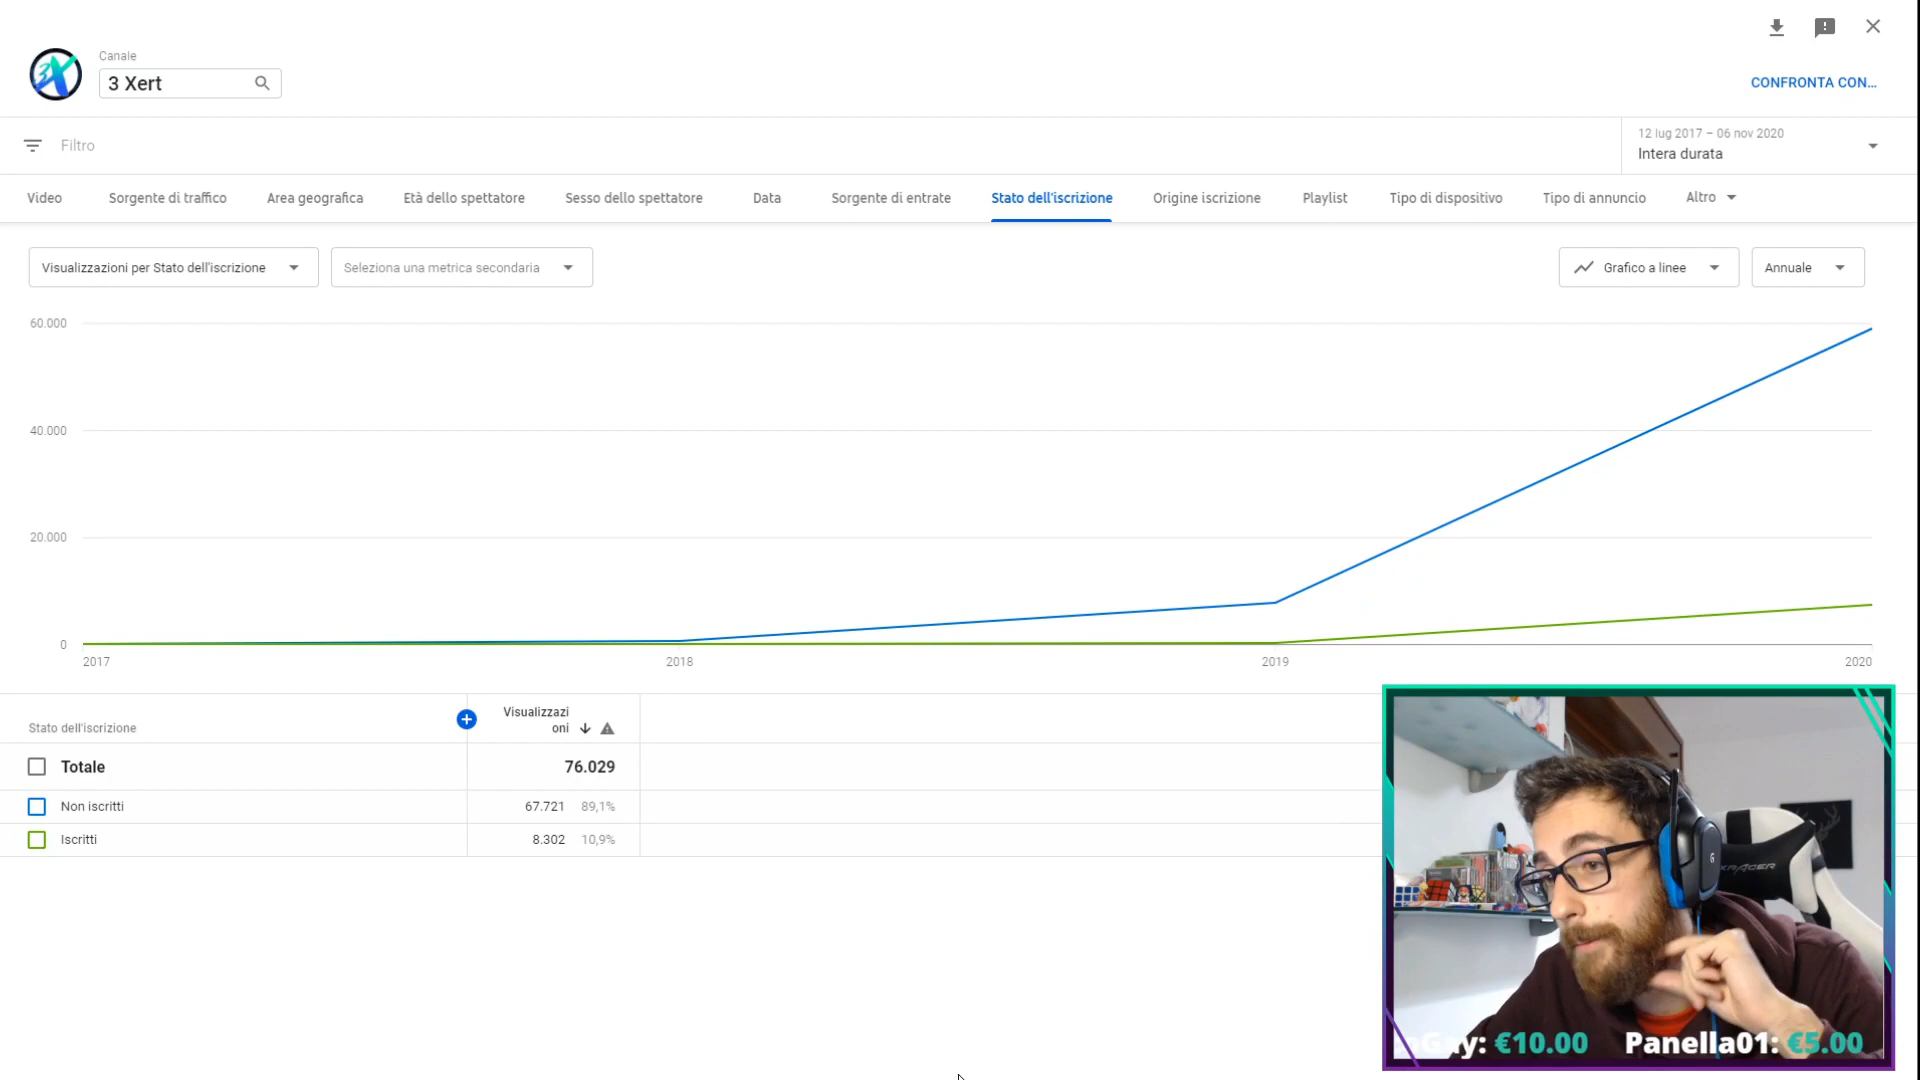 Canale
3 Xert
CONFRONTA CON...
Filtro
12 lug 2017 – 06 nov 2020
Intera durata
Video
Sorgente di traffico
Area geografica
Età dello spettatore
Sesso dello spettatore
Data
Sorgente di entrate
Stato dell'iscrizione
Origine iscrizione
Playlist
Tipo di dispositivo
Tipo di annuncio
Altro
Visualizzazioni per Stato dell'iscrizione
Seleziona una metrica secondaria
Grafico a linee
Annuale
60.000
40.000
20.000
0
2017
2018
2019
2020
Stato dell'iscrizione
Visualizzazi
oni
Totale
76.029
Non iscritti
67.721 89,1%
Iscritti
8.302 10,9%
€10.00 Panella01: €5.00